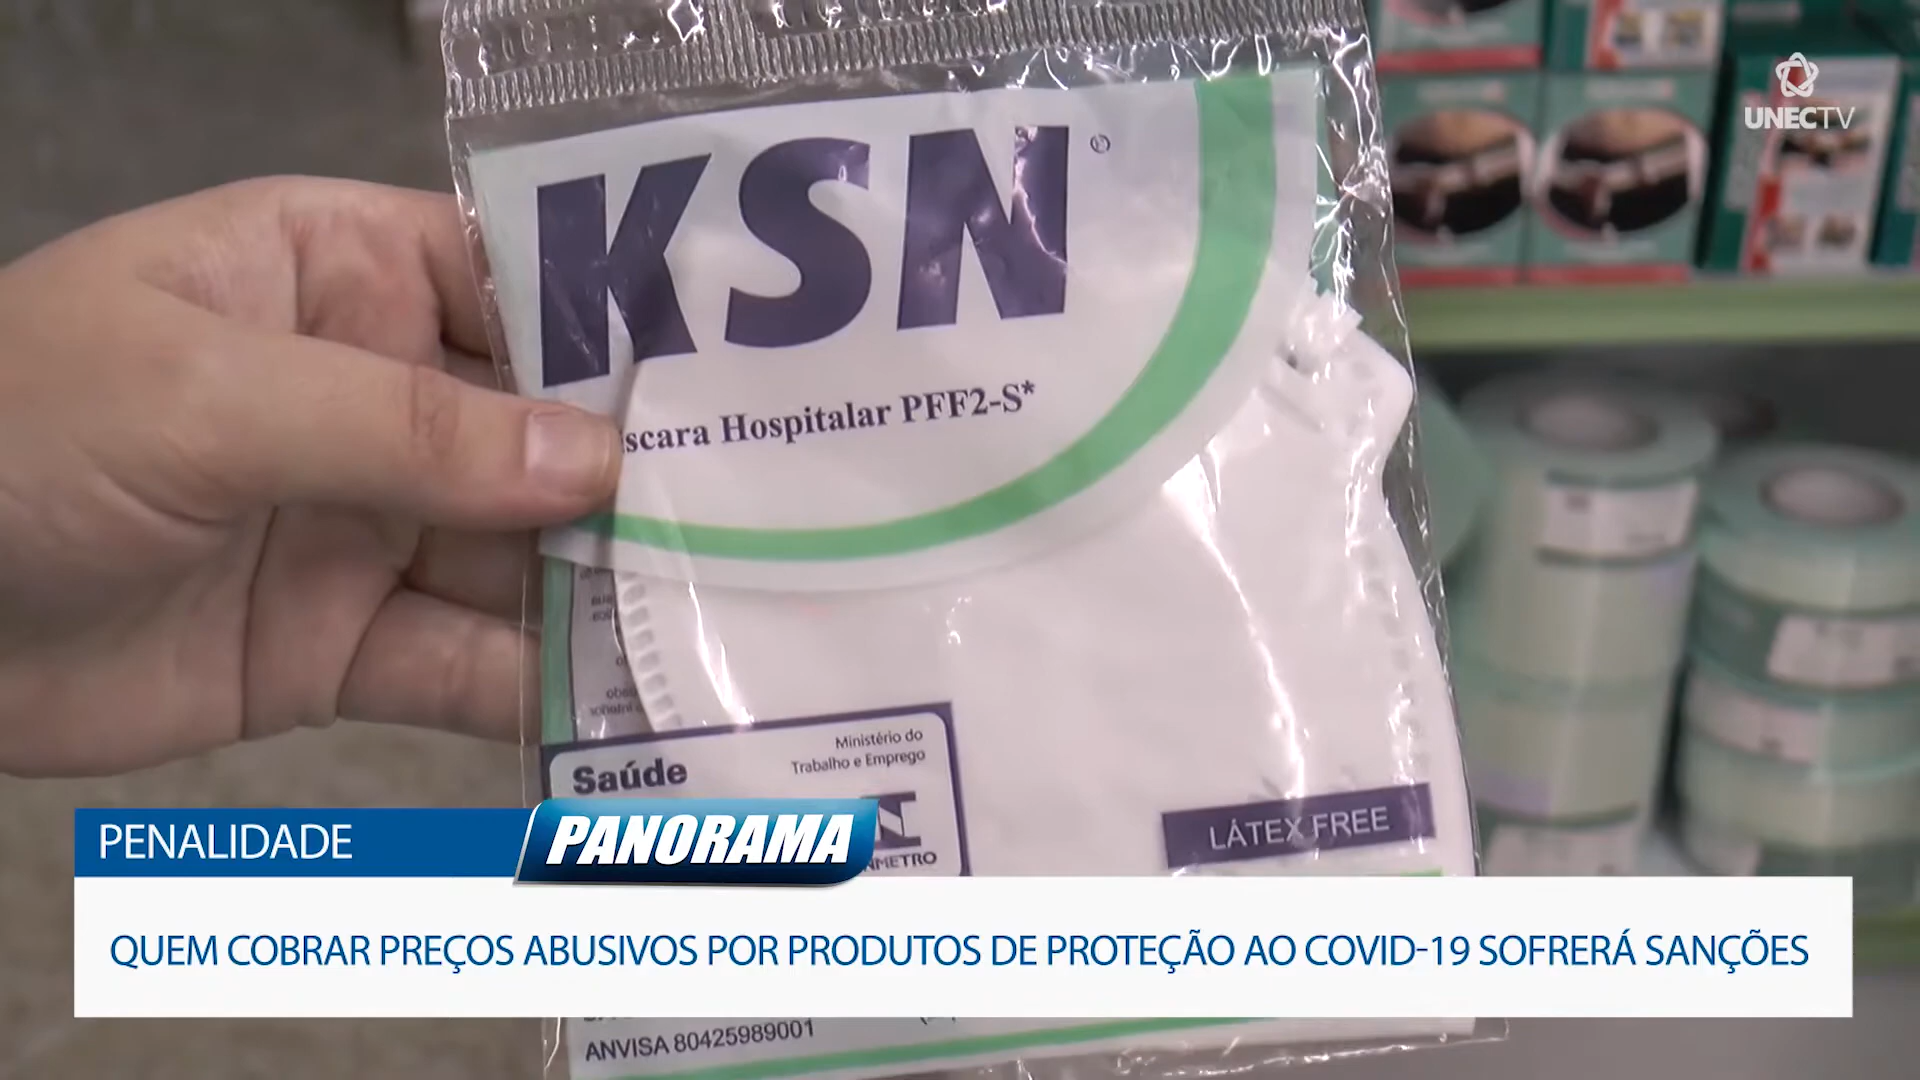 UNECTV
KSN
Hospitalar PFF2-S*
Saúde
Ministério do
Trabalho e Emprego
LÁTEX FREE
PENALIDADE
PANORAMA
QUEM COBRAR PREÇOS ABUSIVOS POR PRODUTOS DE PROTEÇÃO AO COVID-19 SOFRERÁ SANÇÕES
ANVISA 80425989001